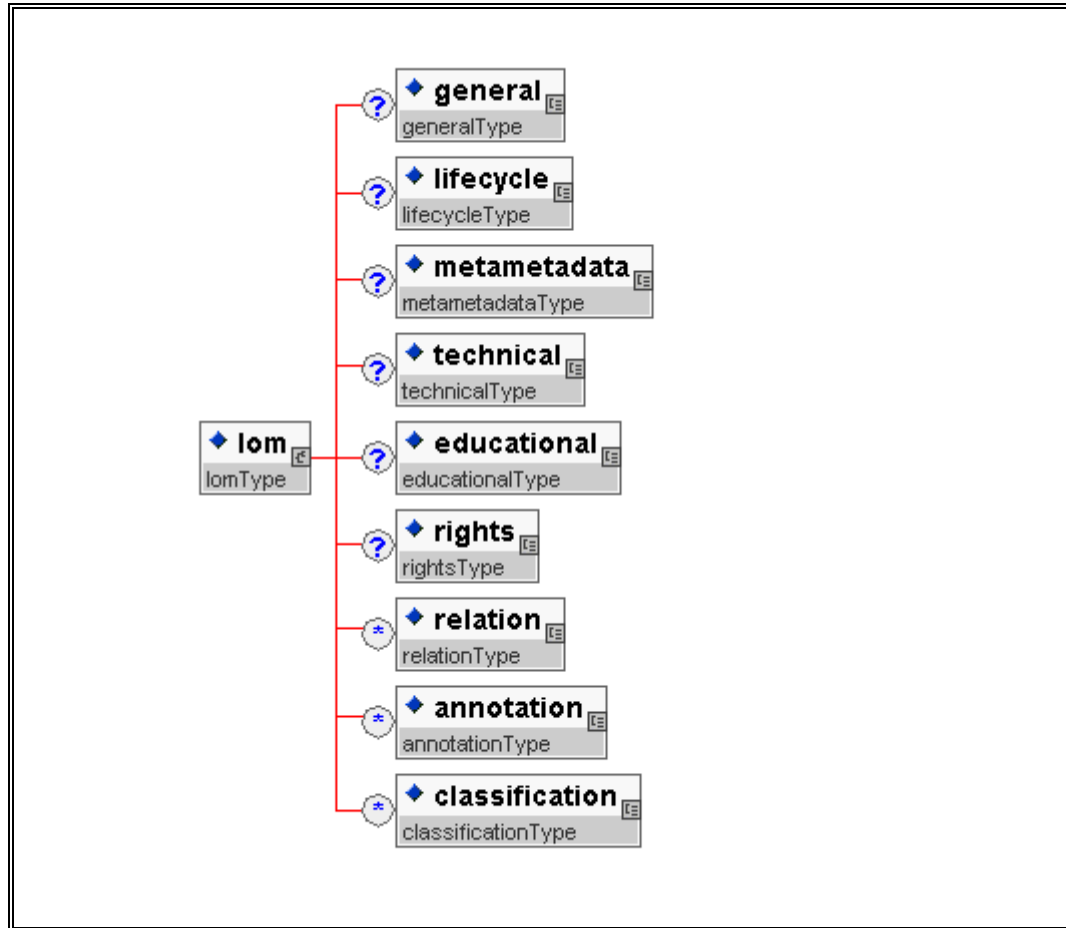 ?
general
generalType
?
lifecycle
lifecycleType
?
metametadata
metametadataType
?
technical
technicalType
lom
lomType
?
educational
educationalType
?
rights
rightsType
*
relation
relationType
*
annotation
annotationType
*
classification
classificationType